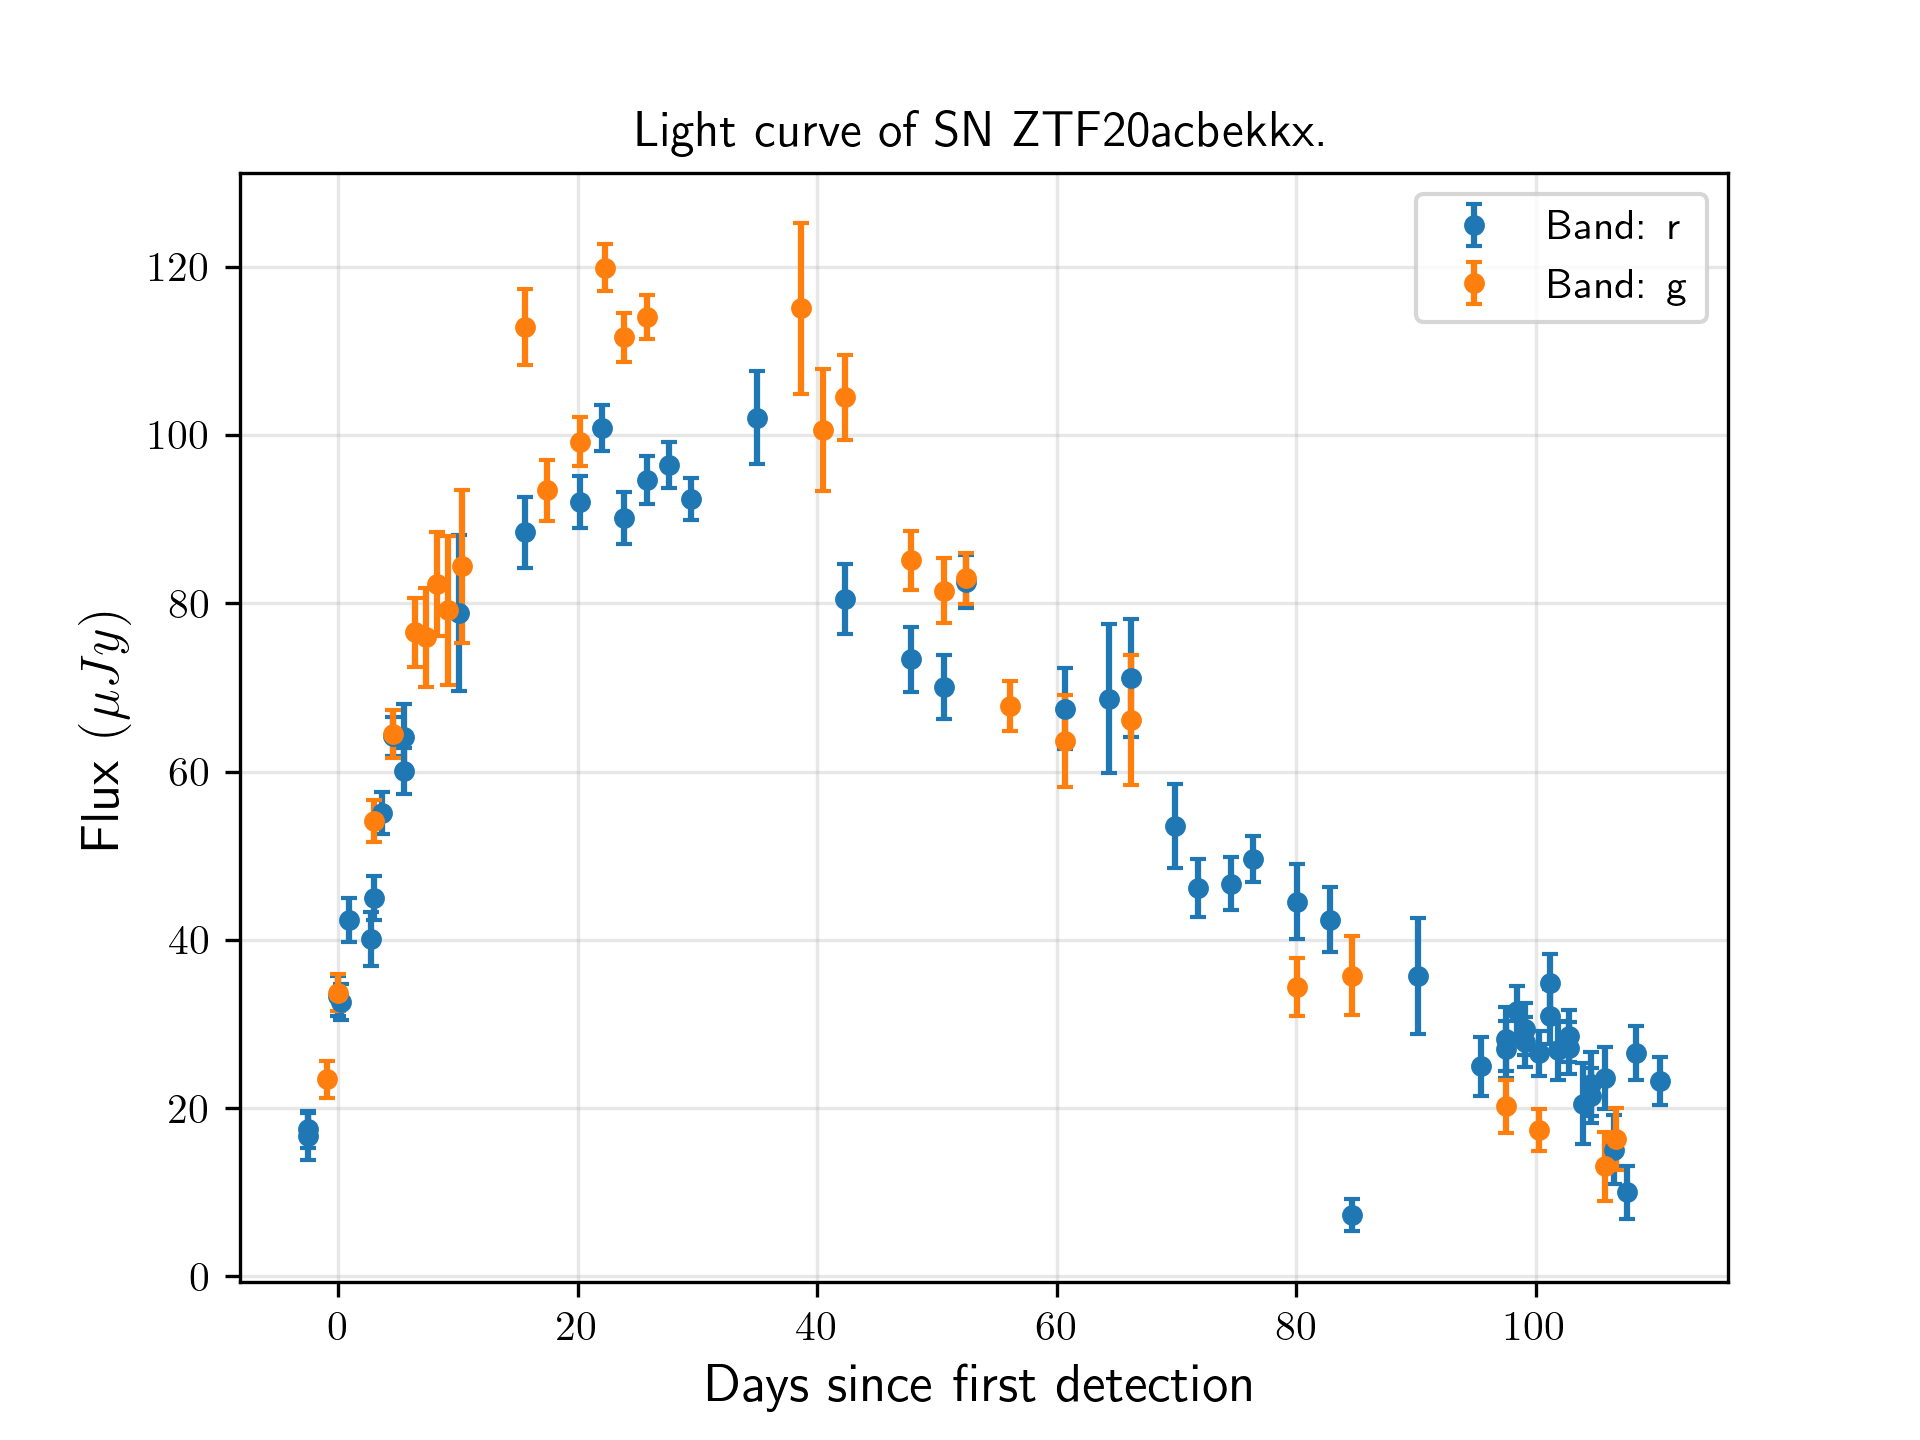 Light curve of SN ZTF20acbekkx.
Band: r
Band: g
120
100
80
60
40
20
0
Flux (μJy)
0 20 40 60 80 100
Days since first detection